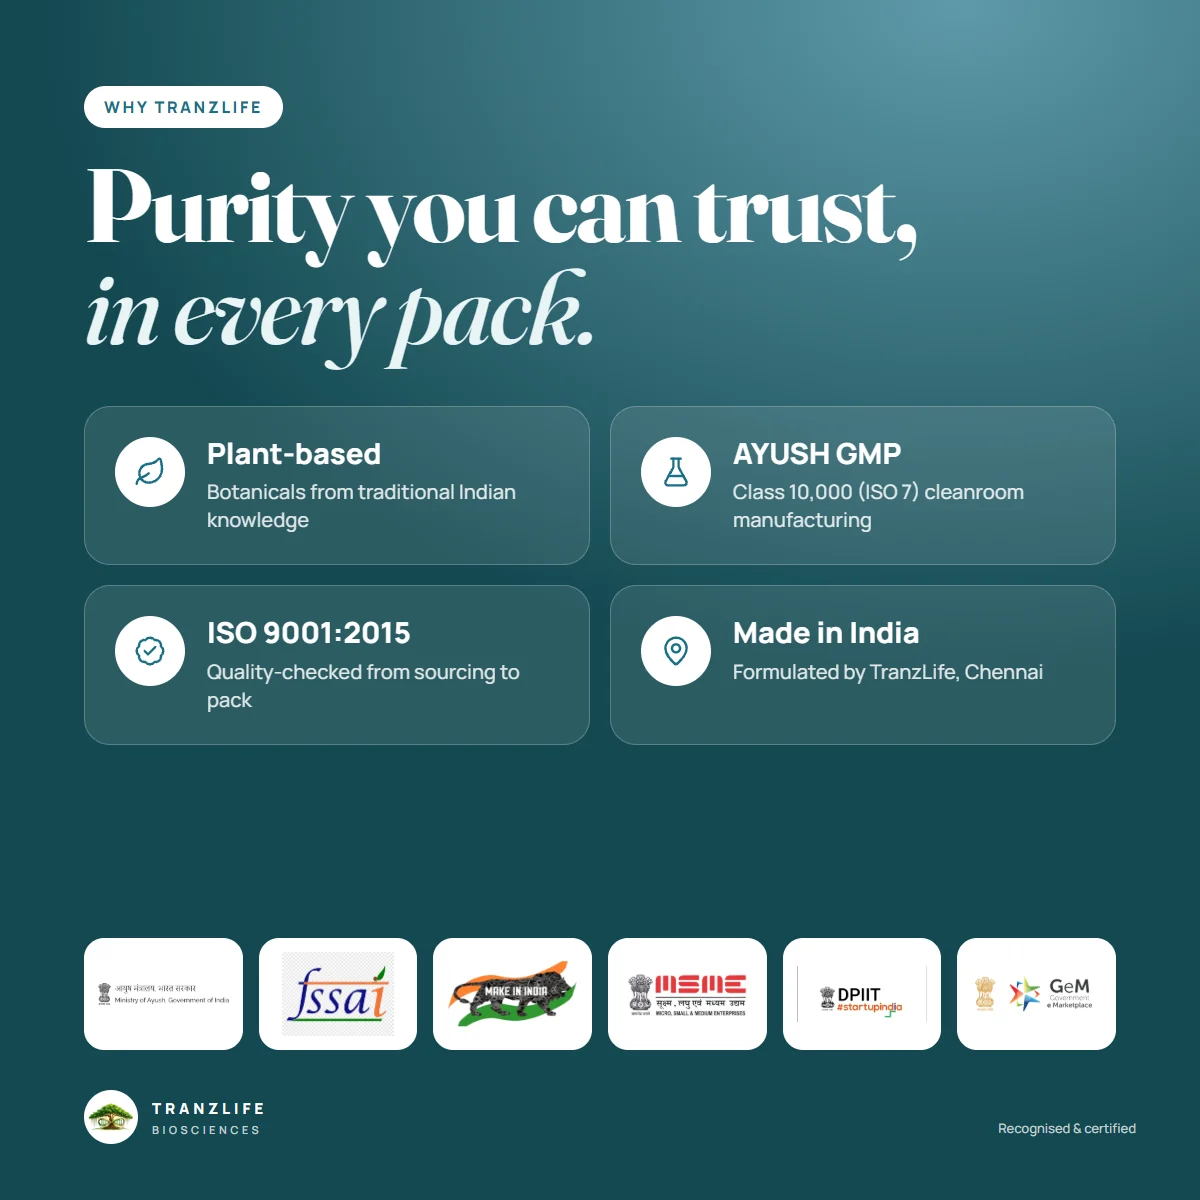 WHY TRANZLIFE
Purity you can trust,
in every pack.
Plant-based
Botanicals from traditional Indian
knowledge
AYUSH GMP
Class 10,000 (ISO 7) cleanroom
manufacturing
ISO 9001:2015
Quality-checked from sourcing to
pack
Made in India
Formulated by TranzLife, Chennai
आयुष मंत्रालय, भारत सरकार
Ministry of Ayush, Government of India
fssai
MAKE IN INDIA
MSME
सूक्ष्म, लघु एवं मध्यम उद्यम
MICRO, SMALL & MEDIUM ENTERPRISES
DPIIT
#startupindia
GeM
Government
e Marketplace
TRANZLIFE
BIOSCIENCES
Recognised & certified